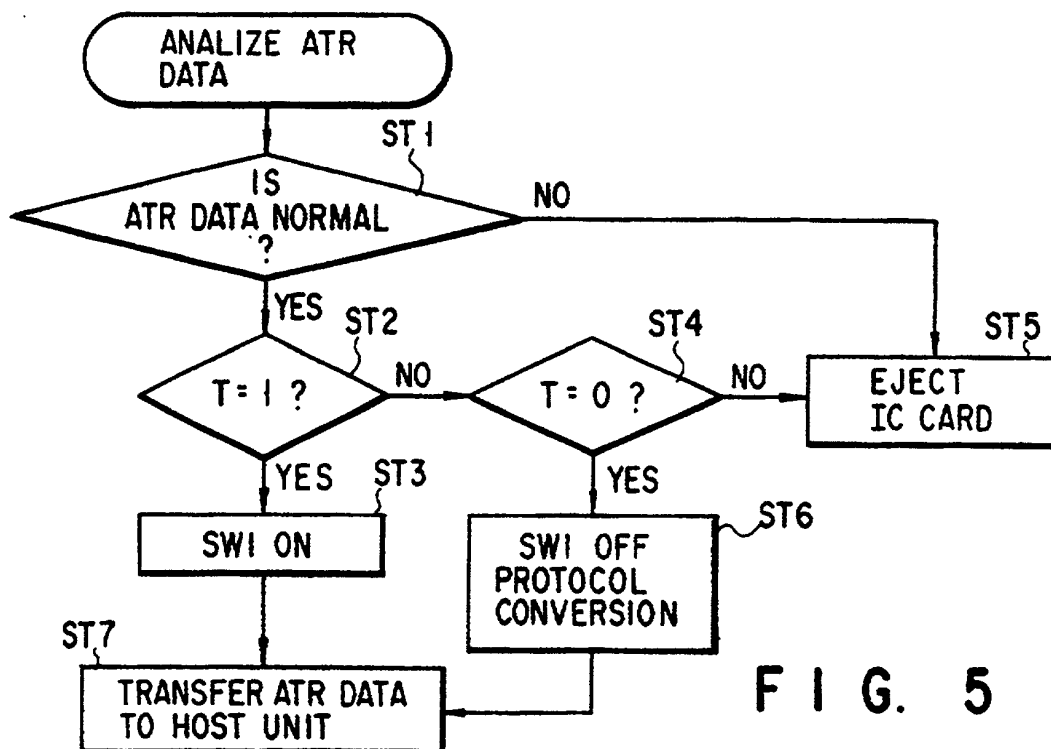 ANALIZE ATR
DATA
ST1
IS
ATR DATA NORMAL
?
NO
YES
ST2
T=1 ?
NO
ST4
T=0 ?
NO
ST5
EJECT
IC CARD
YES
ST3
SW1 ON
YES
ST6
SW1 OFF
PROTOCOL
CONVERSION
ST7
TRANSFER ATR DATA
TO HOST UNIT
FIG. 5